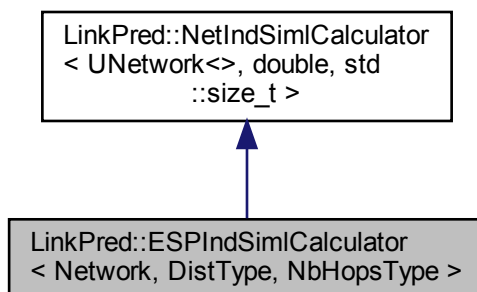 LinkPred::NetIndSimlCalculator
< UNetwork<>, double, std
::size_t >
LinkPred::ESPIndSimlCalculator
< Network, DistType, NbHopsType >